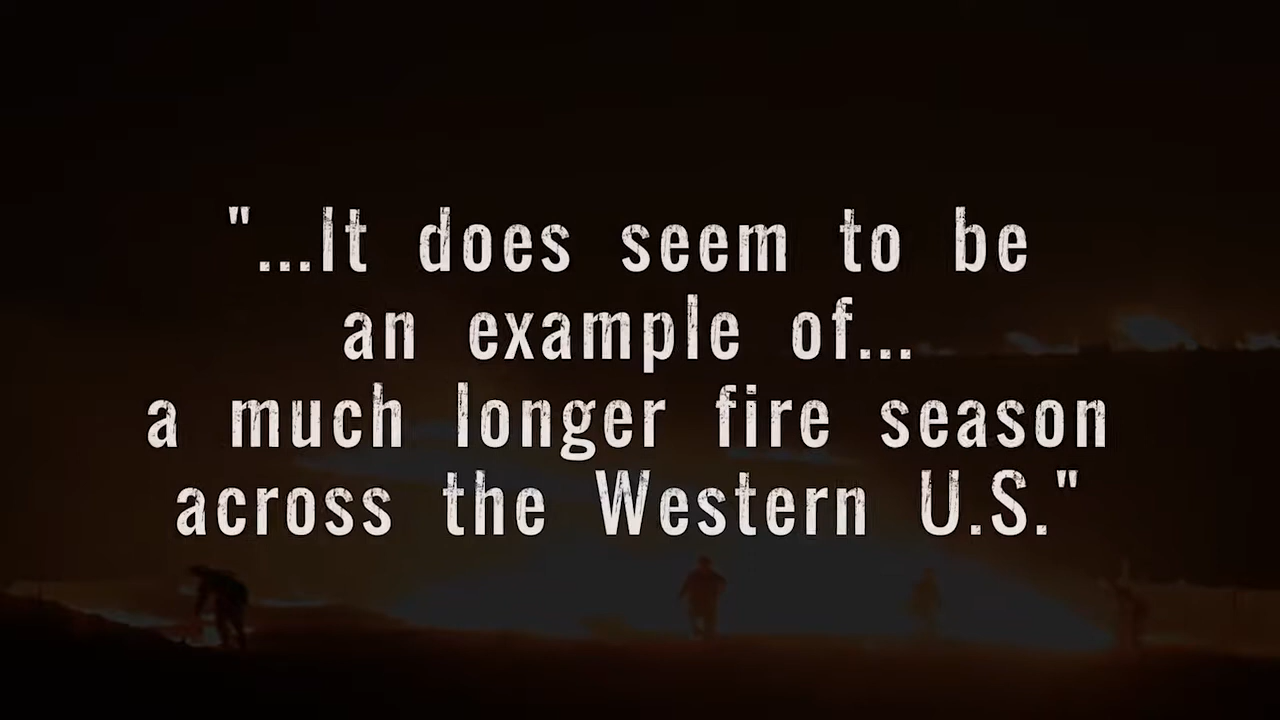 "...It does seem to be
an example of...
a much longer fire season
across the Western U.S."